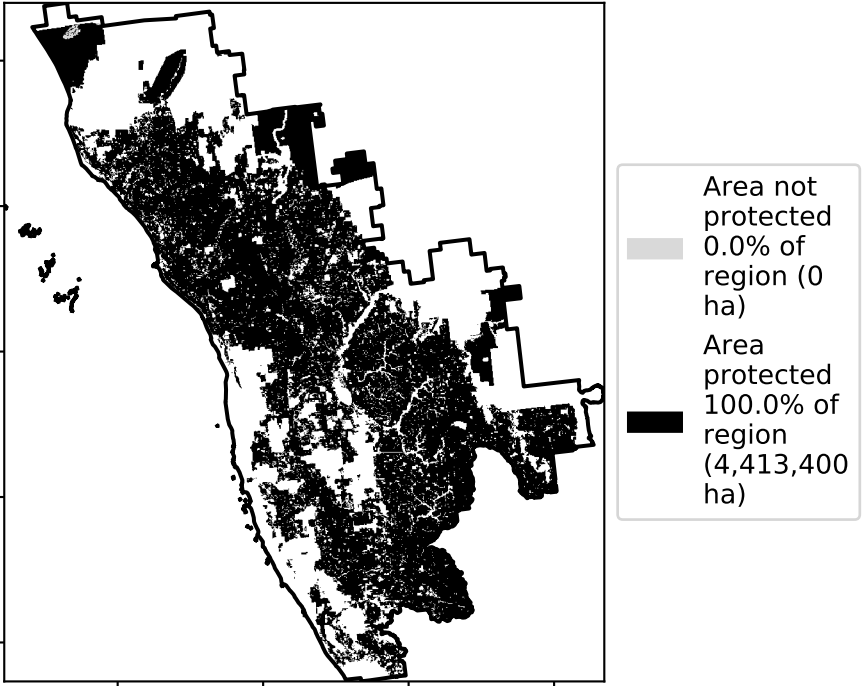 Area not
protected
0.0% of
region (0
ha)
Area
protected
100.0% of
region
(4,413,400
ha)